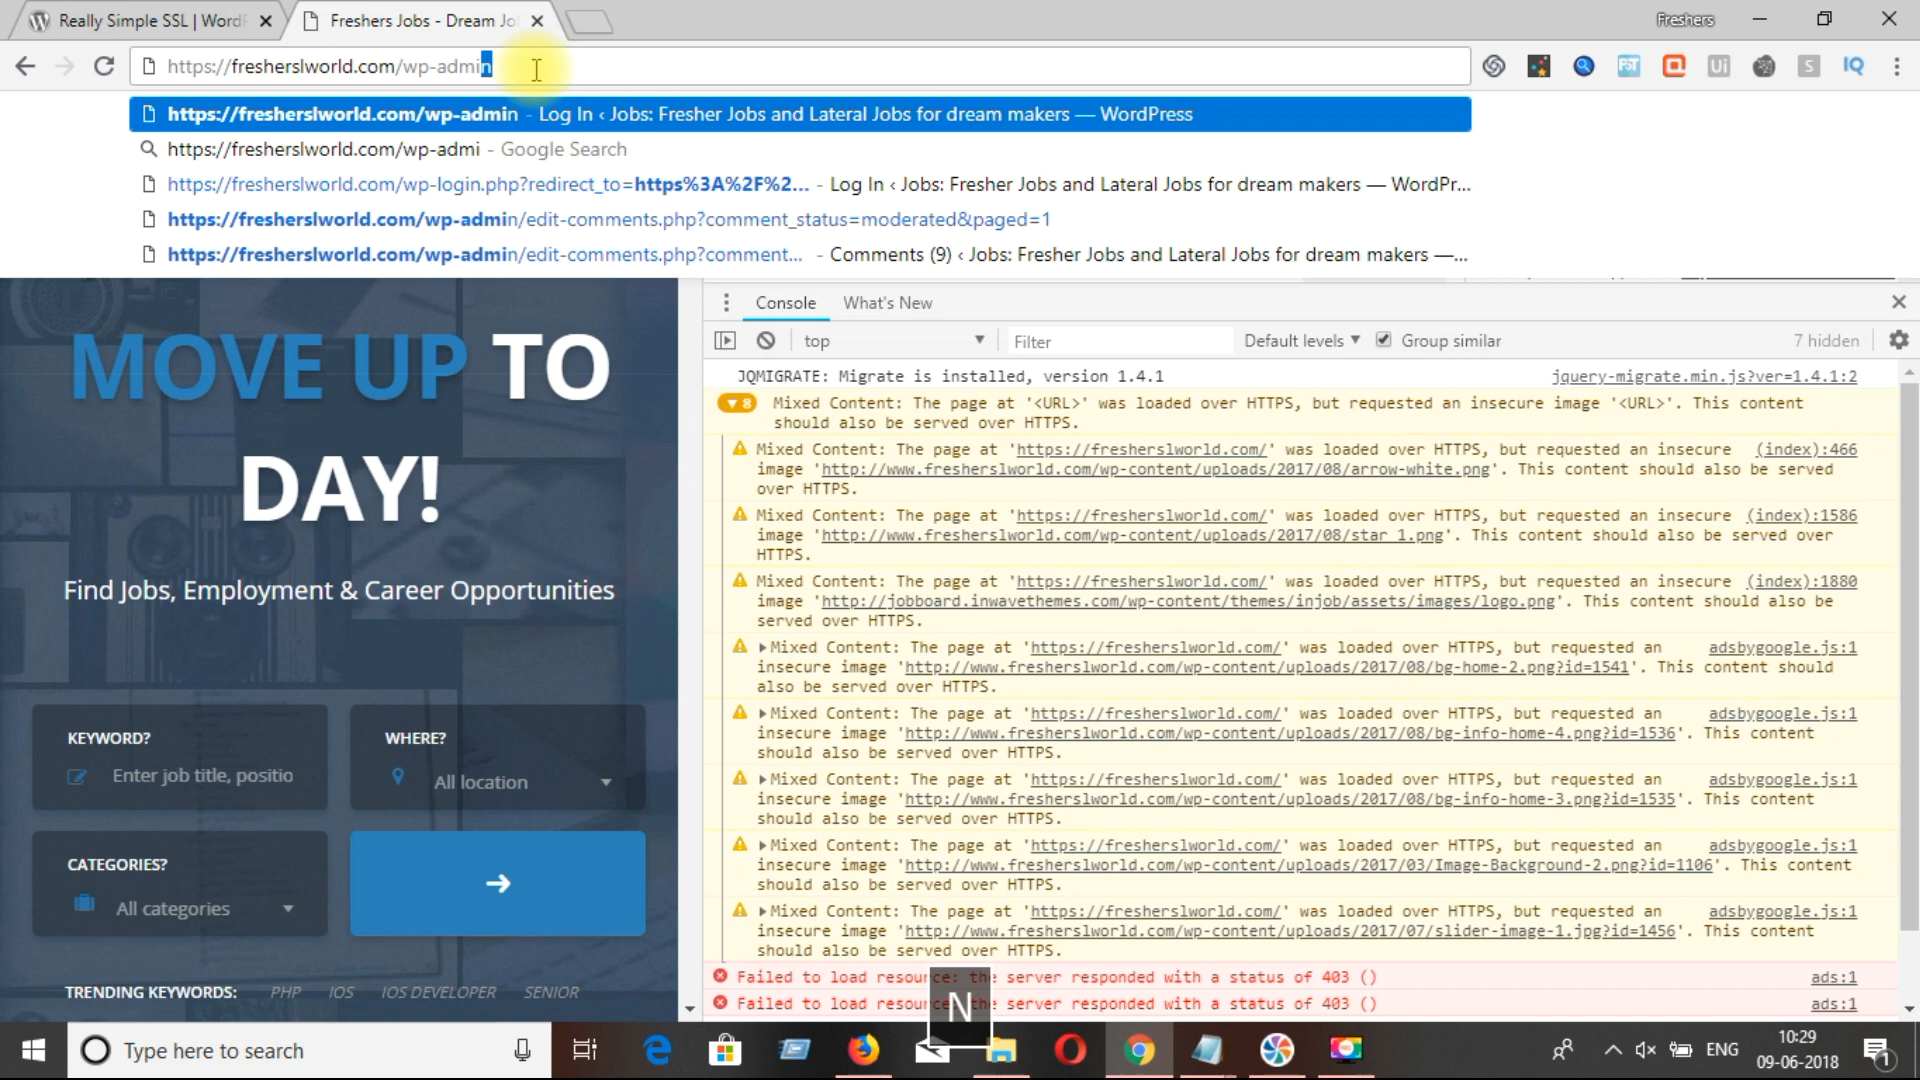 Really Simple SSL | WordP
Freshers Jobs - Dream Jo
Freshers
https://fresherslworld.com/wp-admin
https://fresherslworld.com/wp-admin - Log In ‹ Jobs: Fresher Jobs and Lateral Jobs for dream makers — WordPress
https://fresherslworld.com/wp-admi - Google Search
https://fresherslworld.com/wp-login.php?redirect_to=https%3A%2F%2... - Log In ‹ Jobs: Fresher Jobs and Lateral Jobs for dream makers — WordPr...
https://fresherslworld.com/wp-admin/edit-comments.php?comment_status=moderated&paged=1
https://fresherslworld.com/wp-admin/edit-comments.php?comment... - Comments (9) ‹ Jobs: Fresher Jobs and Lateral Jobs for dream makers —...
MOVE UP TO
DAY!
Find Jobs, Employment & Career Opportunities
KEYWORD?
Enter job title, positio
WHERE?
All location
CATEGORIES?
All categories
TRENDING KEYWORDS: PHP IOS IOS DEVELOPER SENIOR
Console What's New
top Filter Default levels Group similar 7 hidden
JQMIGRATE: Migrate is installed, version 1.4.1 jquery-migrate.min.js?ver=1.4.1:2
8 Mixed Content: The page at '<URL>' was loaded over HTTPS, but requested an insecure image '<URL>'. This content
should also be served over HTTPS.
Mixed Content: The page at 'https://fresherslworld.com/' was loaded over HTTPS, but requested an insecure (index):466
image 'http://www.fresherslworld.com/wp-content/uploads/2017/08/arrow-white.png'. This content should also be served
over HTTPS.
Mixed Content: The page at 'https://fresherslworld.com/' was loaded over HTTPS, but requested an insecure (index):1586
image 'http://www.fresherslworld.com/wp-content/uploads/2017/08/star_1.png'. This content should also be served over
HTTPS.
Mixed Content: The page at 'https://fresherslworld.com/' was loaded over HTTPS, but requested an insecure (index):1880
image 'http://jobboard.inwavethemes.com/wp-content/themes/injob/assets/images/logo.png'. This content should also be
served over HTTPS.
Mixed Content: The page at 'https://fresherslworld.com/' was loaded over HTTPS, but requested an adsbygoogle.js:1
insecure image 'http://www.fresherslworld.com/wp-content/uploads/2017/08/bg-home-2.png?id=1541'. This content should
also be served over HTTPS.
Mixed Content: The page at 'https://fresherslworld.com/' was loaded over HTTPS, but requested an adsbygoogle.js:1
insecure image 'http://www.fresherslworld.com/wp-content/uploads/2017/08/bg-info-home-4.png?id=1536'. This content
should also be served over HTTPS.
Mixed Content: The page at 'https://fresherslworld.com/' was loaded over HTTPS, but requested an adsbygoogle.js:1
insecure image 'http://www.fresherslworld.com/wp-content/uploads/2017/08/bg-info-home-3.png?id=1535'. This content
should also be served over HTTPS.
Mixed Content: The page at 'https://fresherslworld.com/' was loaded over HTTPS, but requested an adsbygoogle.js:1
insecure image 'http://www.fresherslworld.com/wp-content/uploads/2017/03/Image-Background-2.png?id=1106'. This content
should also be served over HTTPS.
Mixed Content: The page at 'https://fresherslworld.com/' was loaded over HTTPS, but requested an adsbygoogle.js:1
insecure image 'http://www.fresherslworld.com/wp-content/uploads/2017/07/slider-image-1.jpg?id=1456'. This content
should also be served over HTTPS.
Failed to load resource: the server responded with a status of 403 () ads:1
Failed to load resource: the server responded with a status of 403 () ads:1
N
Type here to search
ENG
10:29
09-06-2018
1